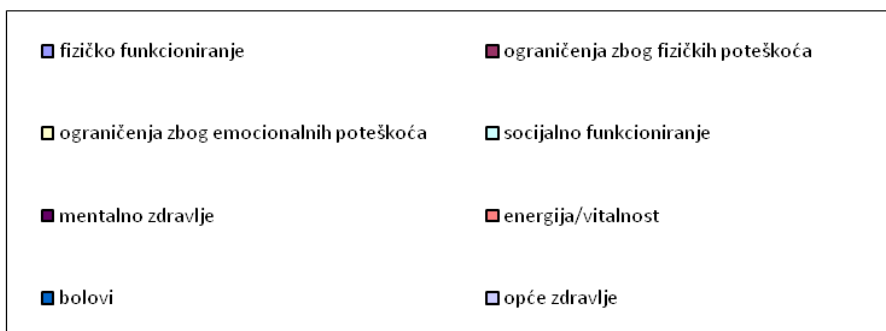 fizičko funkcioniranje
ograničenja zbog fizičkih poteškoća
ograničenja zbog emocionalnih poteškoća
socijalno funkcioniranje
mentalno zdravlje
energija/vitalnost
bolovi
opće zdravlje